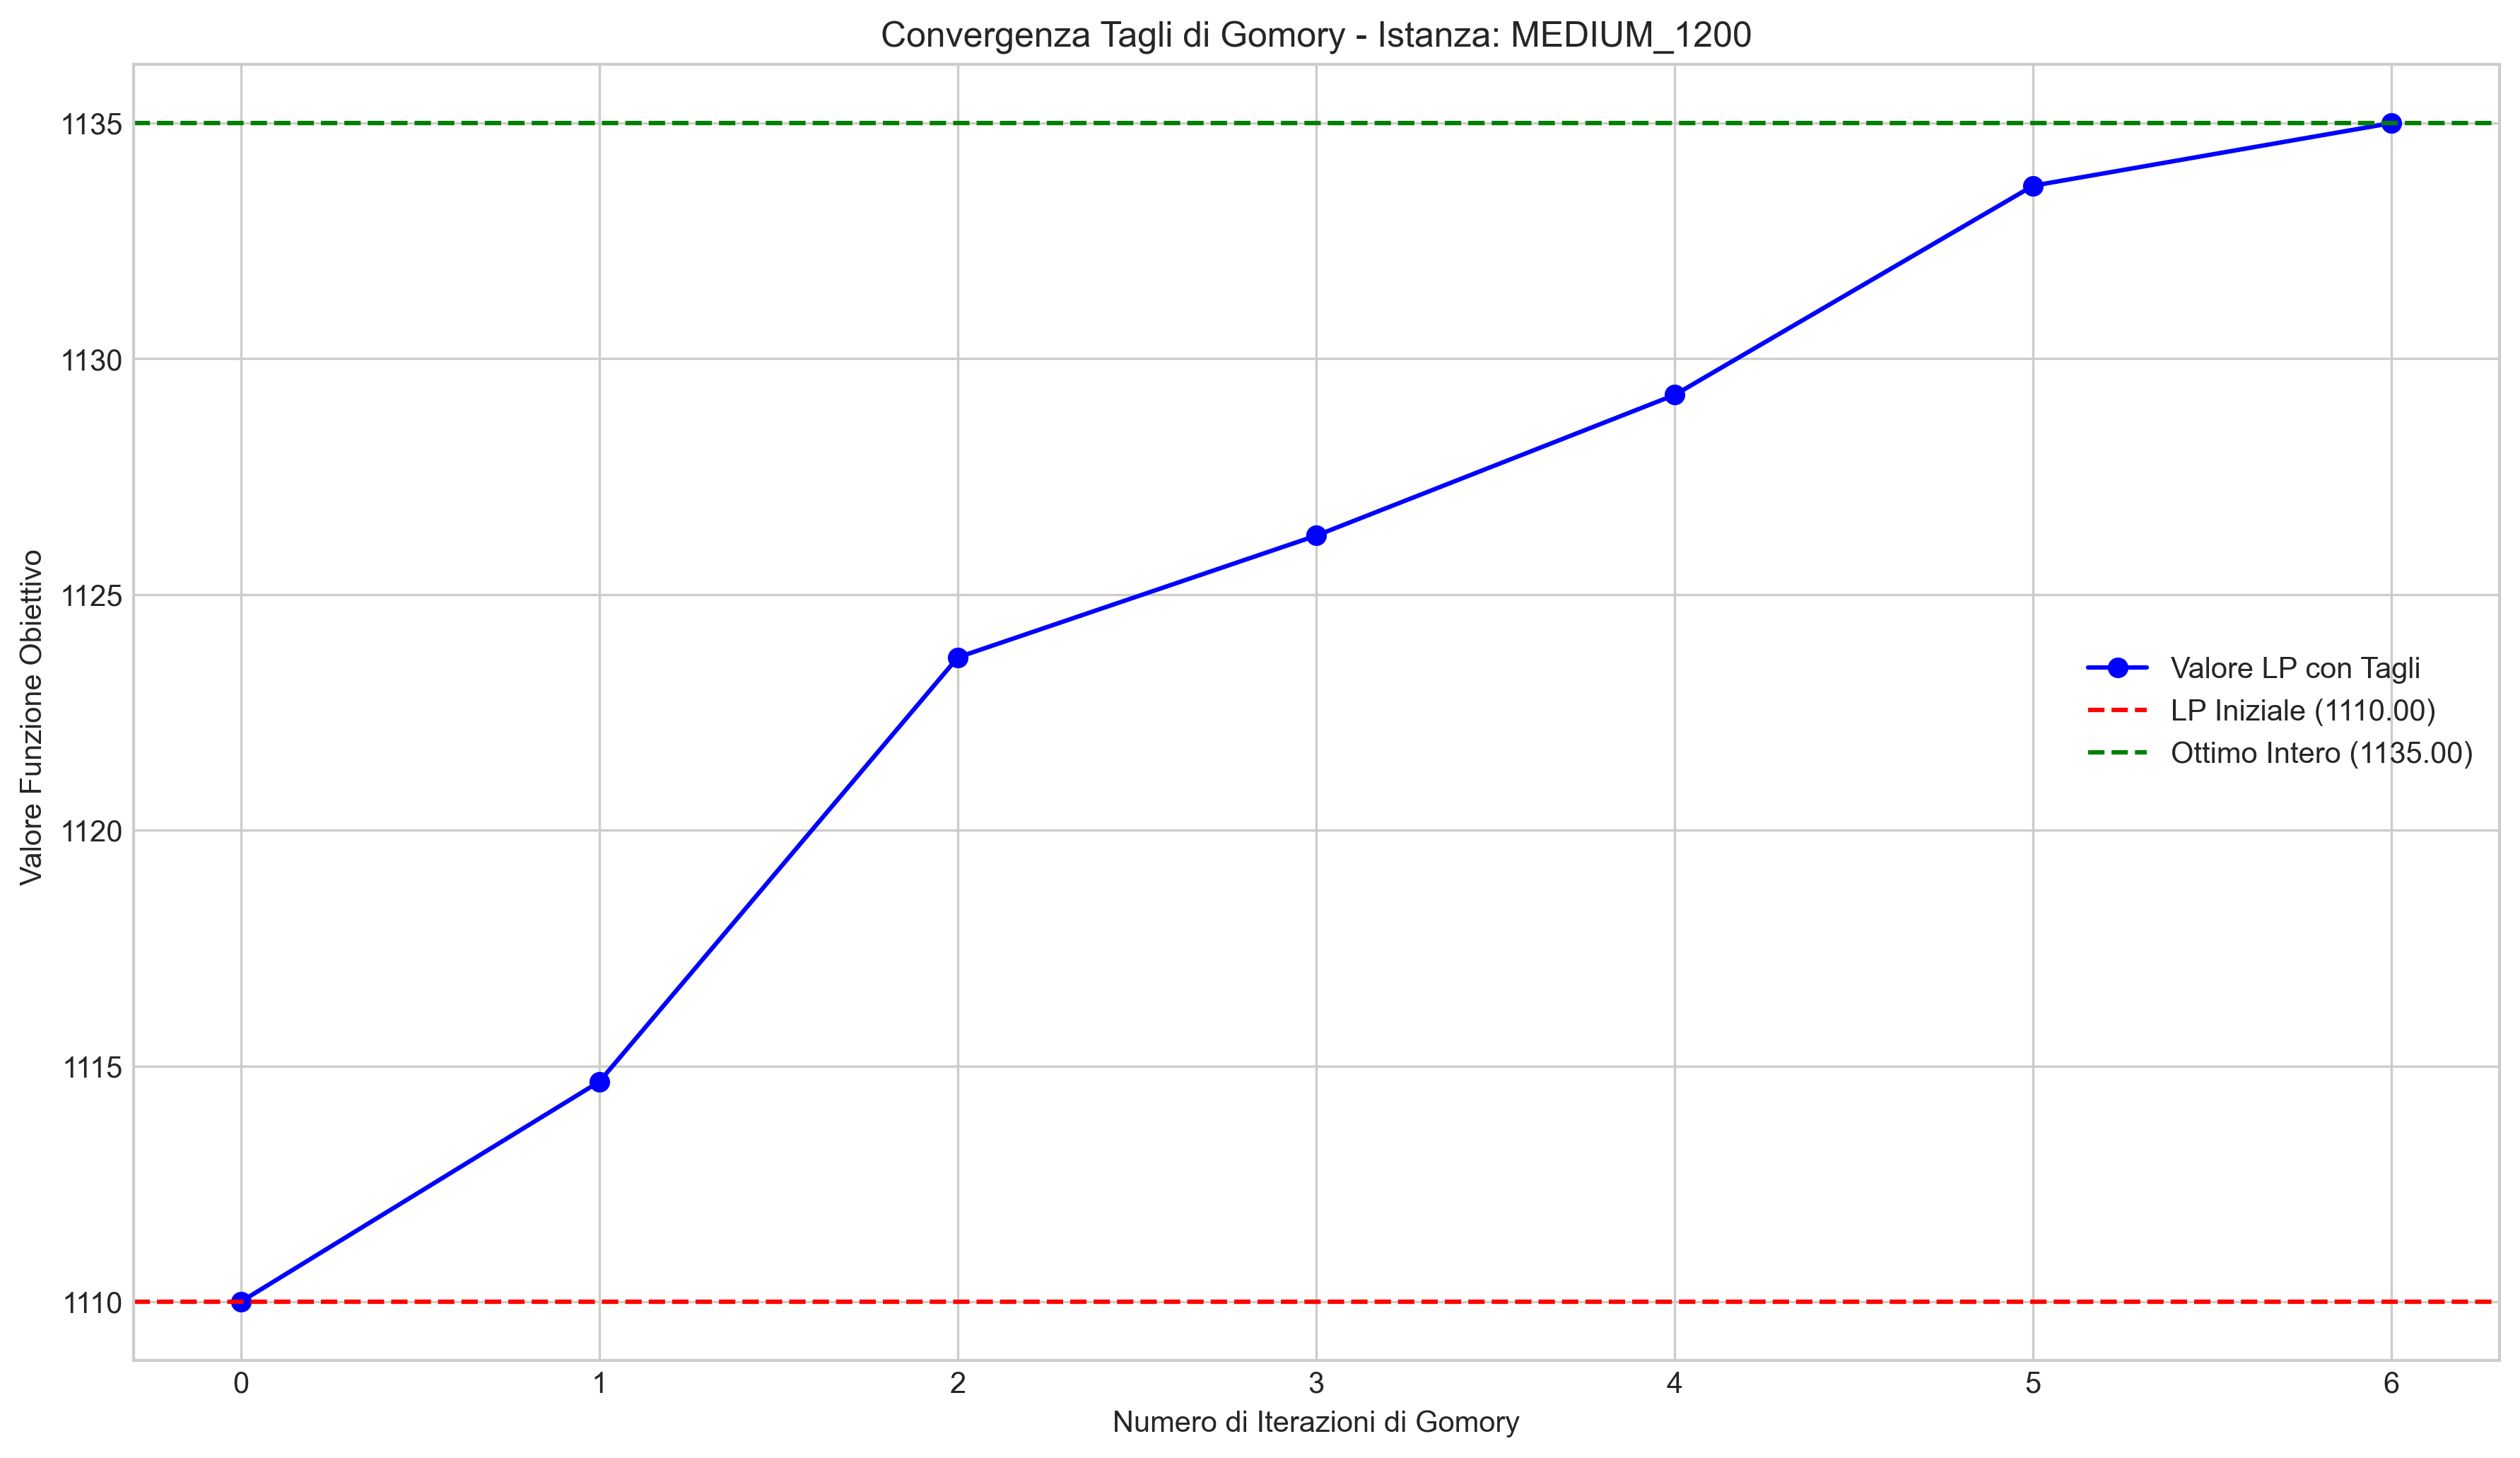 Convergenza Tagli di Gomory - Istanza: MEDIUM_1200
Valore Funzione Obiettivo
1135
1130
1125
1120
1115
1110
Valore LP con Tagli
LP Iniziale (1110.00)
Ottimo Intero (1135.00)
0 1 2 3 4 5 6
Numero di Iterazioni di Gomory